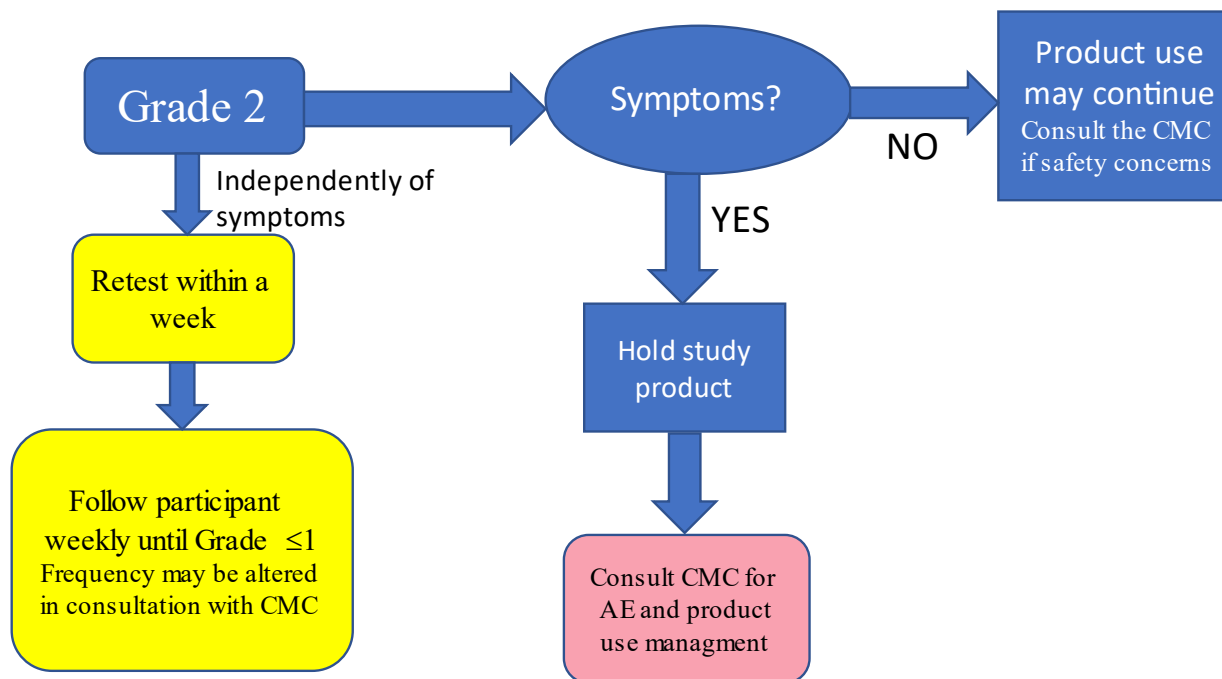 Grade 2
Symptoms?
Product use
may continue
Consult the CMC
if safety concerns
NO
Independently of
symptoms
YES
Retest within a
week
Hold study
product
Follow participant
weekly until Grade ≤1
Frequency may be altered
in consultation with CMC
Consult CMC for
AE and product
use managment